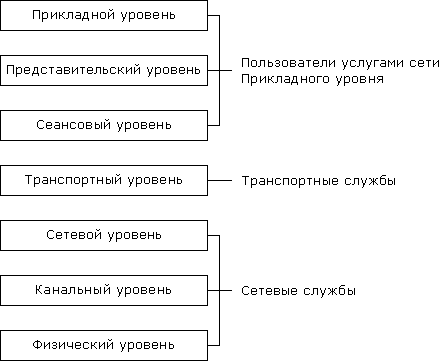 Прикладной уровень
Представительский уровень
Пользователи услугами сети
Прикладного уровня
Сеансовый уровень
Транспортный уровень
Транспортные службы
Сетевой уровень
Канальный уровень
Сетевые службы
Физический уровень